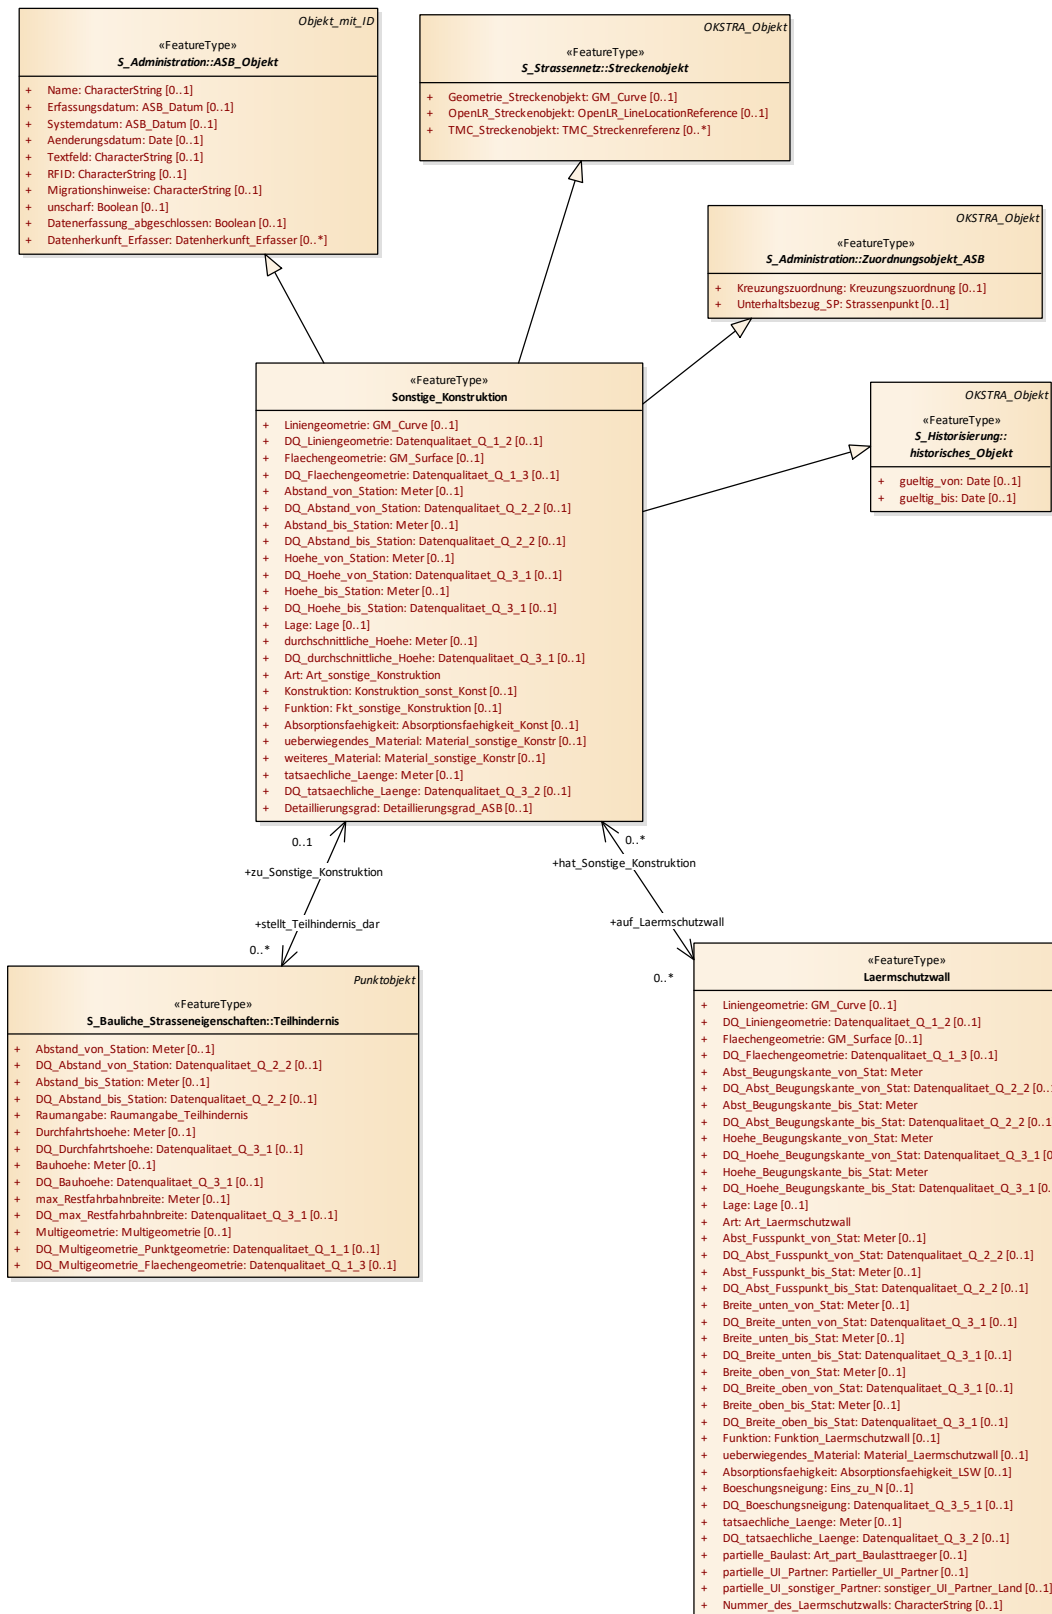 Objekt_mit_ID
«FeatureType»
S_Administration::ASB_Objekt
+ Name: CharacterString [0..1]
+ Erfassungsdatum: ASB_Datum [0..1]
+ Systemdatum: ASB_Datum [0..1]
+ Aenderungsdatum: Date [0..1]
+ Textfeld: CharacterString [0..1]
+ RFID: CharacterString [0..1]
+ Migrationshinweise: CharacterString [0..1]
+ unscharf: Boolean [0..1]
+ Datenerfassung_abgeschlossen: Boolean [0..1]
+ Datenherkunft_Erfasser: Datenherkunft_Erfasser [0..*]
OKSTRA_Objekt
«FeatureType»
S_Strassennetz::Streckenobjekt
+ Geometrie_Streckenobjekt: GM_Curve [0..1]
+ OpenLR_Streckenobjekt: OpenLR_LineLocationReference [0..1]
+ TMC_Streckenobjekt: TMC_Streckenreferenz [0..*]
OKSTRA_Objekt
«FeatureType»
S_Administration::Zuordnungsobjekt_ASB
+ Kreuzungszuordnung: Kreuzungszuordnung [0..1]
+ Unterhaltsbezug_SP: Strassenpunkt [0..1]
OKSTRA_Objekt
«FeatureType»
S_Historisierung::
historisches_Objekt
+ gueltig_von: Date [0..1]
+ gueltig_bis: Date [0..1]
«FeatureType»
Sonstige_Konstruktion
+ Liniengeometrie: GM_Curve [0..1]
+ DQ_Liniengeometrie: Datenqualitaet_Q_1_2 [0..1]
+ Flaechengeometrie: GM_Surface [0..1]
+ DQ_Flaechengeometrie: Datenqualitaet_Q_1_3 [0..1]
+ Abstand_von_Station: Meter [0..1]
+ DQ_Abstand_von_Station: Datenqualitaet_Q_2_2 [0..1]
+ Abstand_bis_Station: Meter [0..1]
+ DQ_Abstand_bis_Station: Datenqualitaet_Q_2_2 [0..1]
+ Hoehe_von_Station: Meter [0..1]
+ DQ_Hoehe_von_Station: Datenqualitaet_Q_3_1 [0..1]
+ Hoehe_bis_Station: Meter [0..1]
+ DQ_Hoehe_bis_Station: Datenqualitaet_Q_3_1 [0..1]
+ Lage: Lage [0..1]
+ durchschnittliche_Hoehe: Meter [0..1]
+ DQ_durchschnittliche_Hoehe: Datenqualitaet_Q_3_1 [0..1]
+ Art: Art_sonstige_Konstruktion
+ Konstruktion: Konstruktion_sonst_Konst [0..1]
+ Funktion: Fkt_sonstige_Konstruktion [0..1]
+ Absorptionsfaehigkeit: Absorptionsfaehigkeit_Konst [0..1]
+ ueberwiegendes_Material: Material_sonstige_Konstr [0..1]
+ weiteres_Material: Material_sonstige_Konstr [0..1]
+ tatsaechliche_Laenge: Meter [0..1]
+ DQ_tatsaechliche_Laenge: Datenqualitaet_Q_3_2 [0..1]
+ Detaillierungsgrad: Detaillierungsgrad_ASB [0..1]
0..1
+zu_Sonstige_Konstruktion
+stellt_Teilhindernis_dar
0..*
0..*
+hat_Sonstige_Konstruktion
+auf_Laermschutzwall
0..*
Punktobjekt
«FeatureType»
S_Bauliche_Strasseneigenschaften::Teilhindernis
+ Abstand_von_Station: Meter [0..1]
+ DQ_Abstand_von_Station: Datenqualitaet_Q_2_2 [0..1]
+ Abstand_bis_Station: Meter [0..1]
+ DQ_Abstand_bis_Station: Datenqualitaet_Q_2_2 [0..1]
+ Raumangabe: Raumangabe_Teilhindernis
+ Durchfahrtshoehe: Meter [0..1]
+ DQ_Durchfahrtshoehe: Datenqualitaet_Q_3_1 [0..1]
+ Bauhoehe: Meter [0..1]
+ DQ_Bauhoehe: Datenqualitaet_Q_3_1 [0..1]
+ max_Restfahrbahnbreite: Meter [0..1]
+ DQ_max_Restfahrbahnbreite: Datenqualitaet_Q_3_1 [0..1]
+ Multigeometrie: Multigeometrie [0..1]
+ DQ_Multigeometrie_Punktgeometrie: Datenqualitaet_Q_1_1 [0..1]
+ DQ_Multigeometrie_Flaechengeometrie: Datenqualitaet_Q_1_3 [0..1]
«FeatureType»
Laermschutzwall
+ Liniengeometrie: GM_Curve [0..1]
+ DQ_Liniengeometrie: Datenqualitaet_Q_1_2 [0..1]
+ Flaechengeometrie: GM_Surface [0..1]
+ DQ_Flaechengeometrie: Datenqualitaet_Q_1_3 [0..1]
+ Abst_Beugungskante_von_Stat: Meter
+ DQ_Abst_Beugungskante_von_Stat: Datenqualitaet_Q_2_2 [0..
+ Abst_Beugungskante_bis_Stat: Meter
+ DQ_Abst_Beugungskante_bis_Stat: Datenqualitaet_Q_2_2 [0..1
+ Hoehe_Beugungskante_von_Stat: Meter
+ DQ_Hoehe_Beugungskante_von_Stat: Datenqualitaet_Q_3_1 [0
+ Hoehe_Beugungskante_bis_Stat: Meter
+ DQ_Hoehe_Beugungskante_bis_Stat: Datenqualitaet_Q_3_1 [0..
+ Lage: Lage [0..1]
+ Art: Art_Laermschutzwall
+ Abst_Fusspunkt_von_Stat: Meter [0..1]
+ DQ_Abst_Fusspunkt_von_Stat: Datenqualitaet_Q_2_2 [0..1]
+ Abst_Fusspunkt_bis_Stat: Meter [0..1]
+ DQ_Abst_Fusspunkt_bis_Stat: Datenqualitaet_Q_2_2 [0..1]
+ Breite_unten_von_Stat: Meter [0..1]
+ DQ_Breite_unten_von_Stat: Datenqualitaet_Q_3_1 [0..1]
+ Breite_unten_bis_Stat: Meter [0..1]
+ DQ_Breite_unten_bis_Stat: Datenqualitaet_Q_3_1 [0..1]
+ Breite_oben_von_Stat: Meter [0..1]
+ DQ_Breite_oben_von_Stat: Datenqualitaet_Q_3_1 [0..1]
+ Breite_oben_bis_Stat: Meter [0..1]
+ DQ_Breite_oben_bis_Stat: Datenqualitaet_Q_3_1 [0..1]
+ Funktion: Funktion_Laermschutzwall [0..1]
+ ueberwiegendes_Material: Material_Laermschutzwall [0..1]
+ Absorptionsfaehigkeit: Absorptionsfaehigkeit_LSW [0..1]
+ Boeschungsneigung: Eins_zu_N [0..1]
+ DQ_Boeschungsneigung: Datenqualitaet_Q_3_5_1 [0..1]
+ tatsaechliche_Laenge: Meter [0..1]
+ DQ_tatsaechliche_Laenge: Datenqualitaet_Q_3_2 [0..1]
+ partielle_Baulast: Art_part_Baulasttraeger [0..1]
+ partielle_UI_Partner: Partieller_UI_Partner [0..1]
+ partielle_UI_sonstiger_Partner: sonstiger_UI_Partner_Land [0..1]
+ Nummer_des_Laermschutzwalls: CharacterString [0..1]